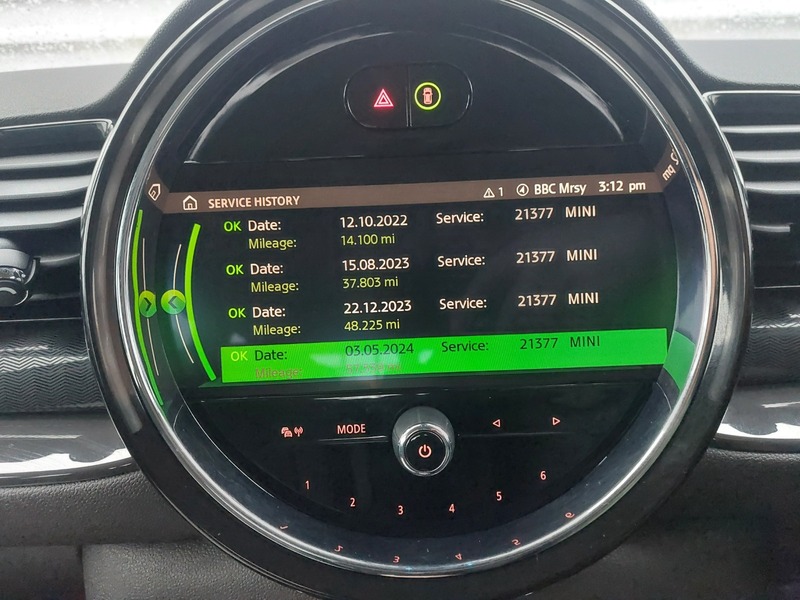 SERVICE HISTORY 1 4 BBC Mrsy 3:12 pm
OK Date: 12.10.2022 Service: 21377 MINI
Mileage: 14.100 mi
OK Date: 15.08.2023 Service: 21377 MINI
Mileage: 37.803 mi
OK Date: 22.12.2023 Service: 21377 MINI
Mileage: 48.225 mi
OK Date: 03.05.2024 Service: 21377 MINI
Mileage:
MODE
1 2 3 4 5 6